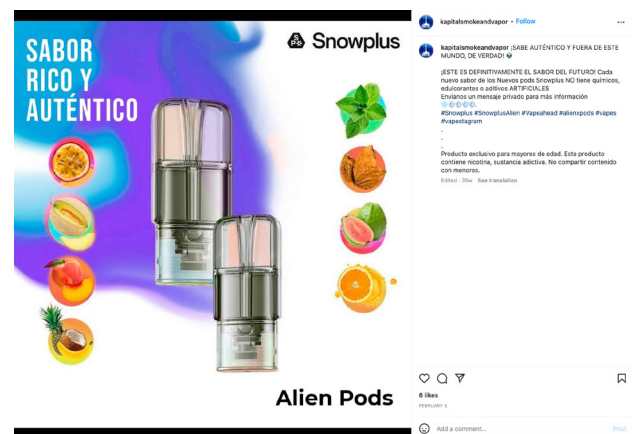 SABOR
RICO Y
AUTÉNTICO
Snowplus
Alien Pods
kapitalsmokeandvapor • Follow
kapitalsmokeandvapor ¡SABE AUTÉNTICO Y FUERA DE ESTE
MUNDO, DE VERDAD! 👽
¡ESTE ES DEFINITIVAMENTE EL SABOR DEL FUTURO! Cada
nuevo sabor de los Nuevos pods Snowplus NO tiene químicos,
edulcorantes o aditivos ARTIFICIALES
Envíanos un mensaje privado para más información
#Snowplus #SnowplusAlien #Vapeahead #alienxpods #vapes
#vapestagram
.
.
.
Producto exclusivo para mayores de edad. Este producto
contiene nicotina, sustancia adictiva. No compartir contenido
con menores.
Edited · 35w See translation
6 likes
FEBRUARY 3
Add a comment...
Post